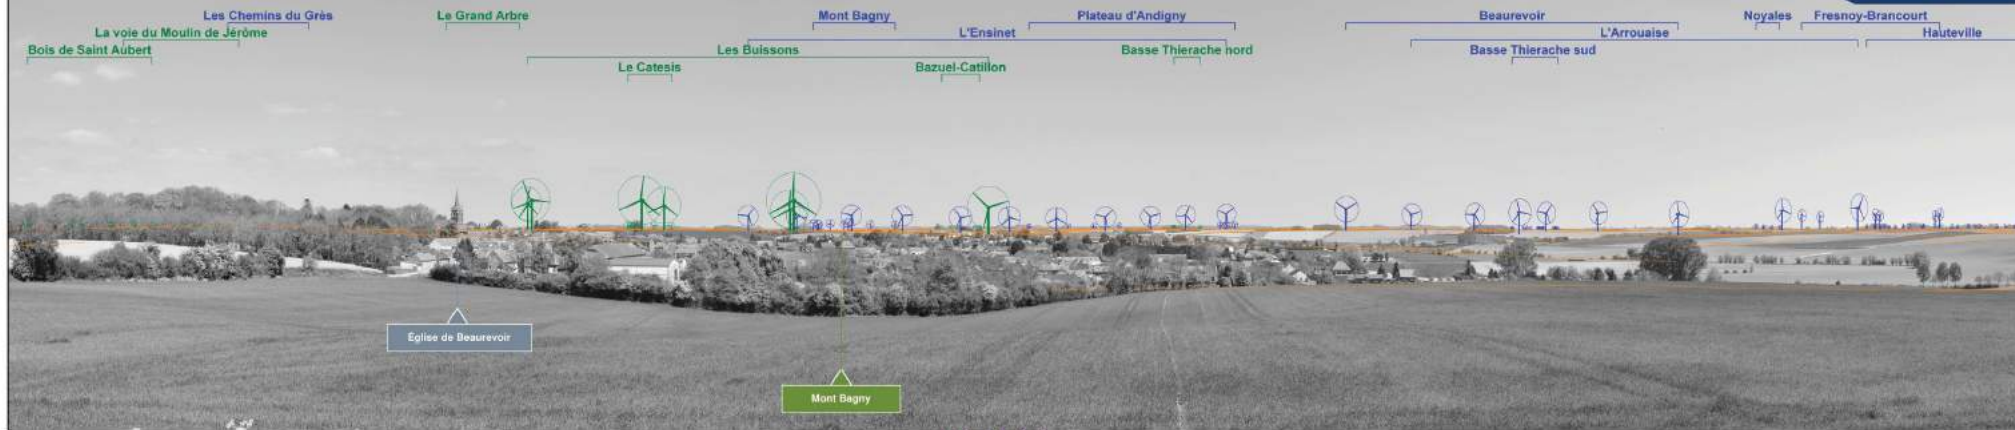 Les Chemins du Grès
Le Grand Arbre
Mont Bagny
Plateau d'Andigny
Beaurevoir
Noyales
Fresnoy-Brancourt
La voie du Moulin de Jérôme
L'Ensinet
L'Arrouaise
Hauteville
Bois de Saint Aubert
Les Buissons
Basse Thierache nord
Basse Thierache sud
Le Catesis
Bazuel-Catillon
Église de Beaurevoir
Mont Bagny